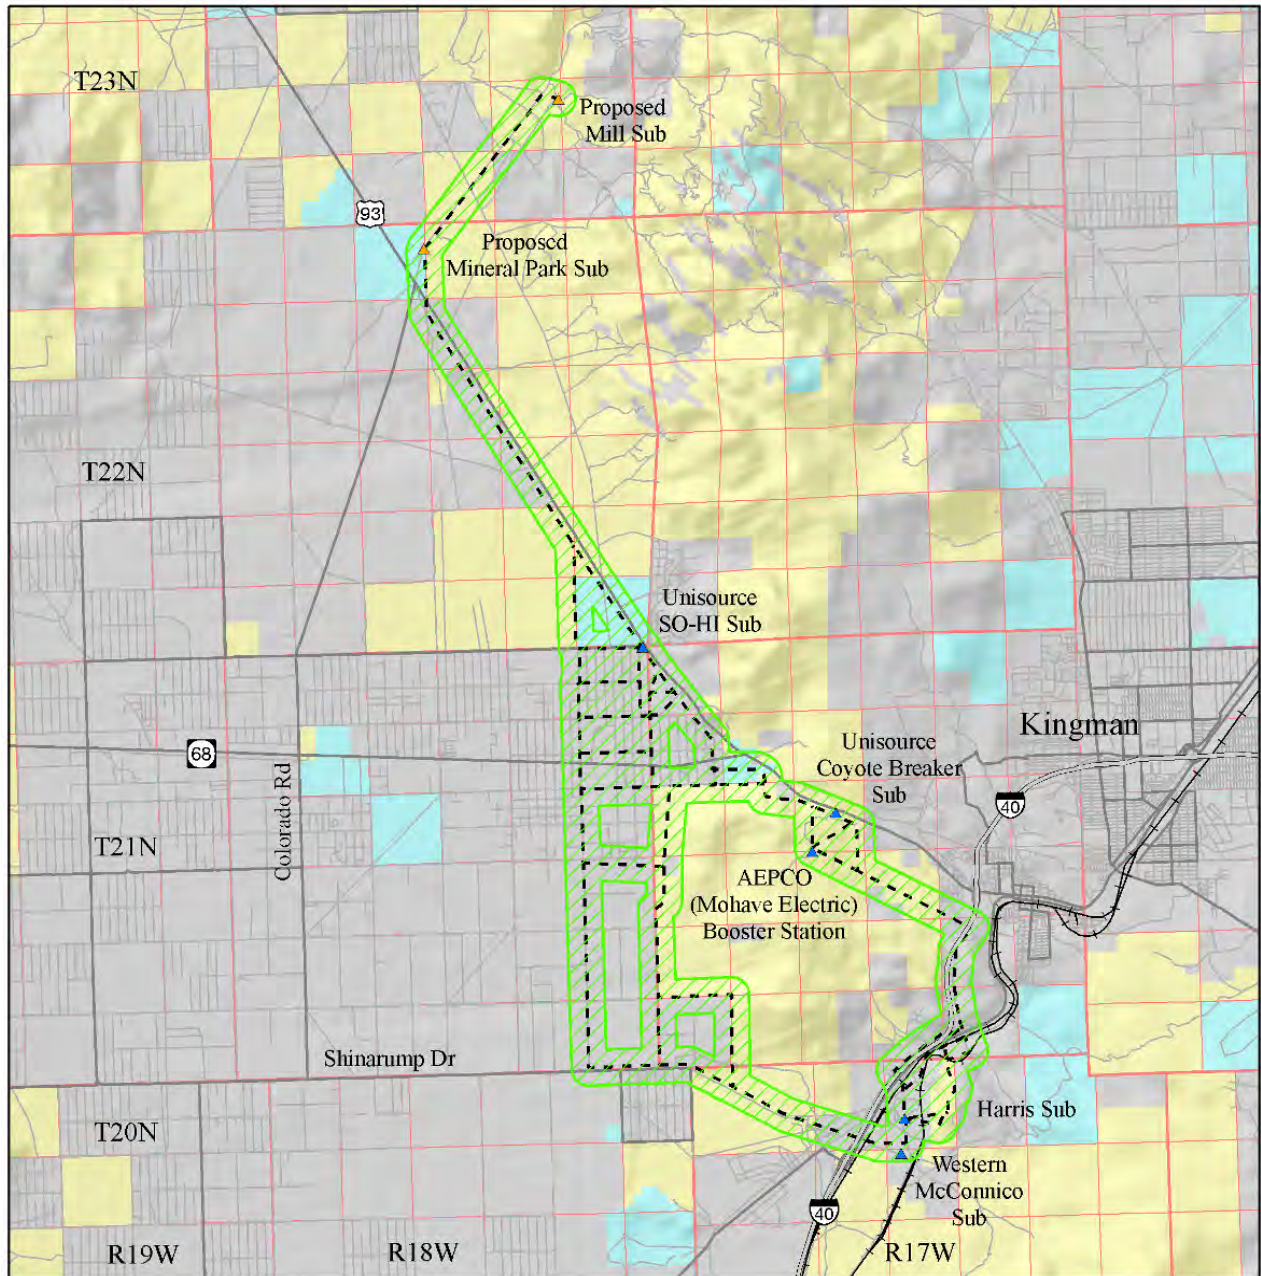 T23N
Proposed
Mill Sub
93
Proposed
Mineral Park Sub
T22N
Unisource
SO-HI Sub
Kingman
68
Unisource
Coyote Breaker
Sub
40
Colorado Rd
T21N
AEPCO
(Mohave Electric)
Booster Station
Shinarump Dr
Harris Sub
T20N
Western
McConnico
Sub
40
R19W
R18W
R17W